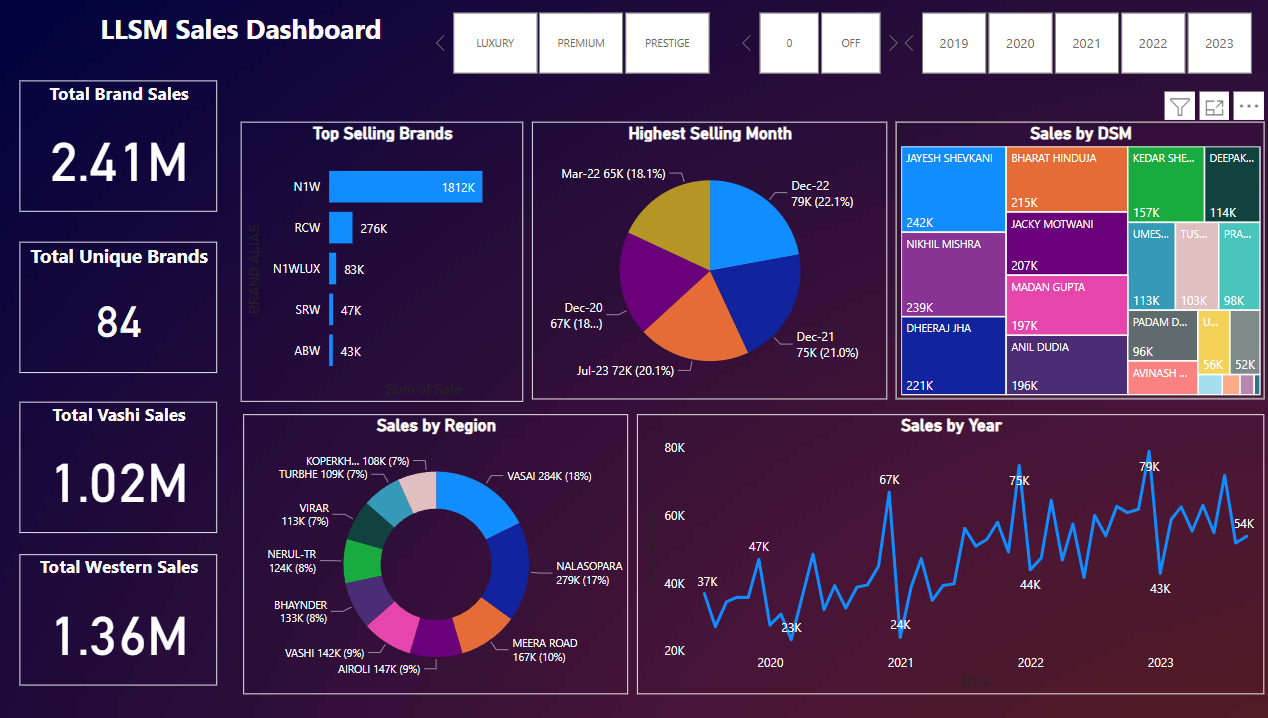 LLSM Sales Dashboard
LUXURY
PREMIUM
PRESTIGE
0
OFF
2019
2020
2021
2022
2023
Total Brand Sales
2.41M
Total Unique Brands
84
Total Vashi Sales
1.02M
Total Western Sales
1.36M
Top Selling Brands
BRAND ALIAS
N1W
1812K
RCW
276K
N1WLUX
83K
SRW
47K
ABW
43K
Sum of Sale
Highest Selling Month
Mar-22 65K (18.1%)
Dec-22
79K (22.1%)
Dec-20
67K (18...)
Dec-21
75K (21.0%)
Jul-23 72K (20.1%)
Sales by DSM
JAYESH SHEVKANI
242K
NIKHIL MISHRA
239K
DHEERAJ JHA
221K
BHARAT HINDUJA
215K
JACKY MOTWANI
207K
MADAN GUPTA
197K
ANIL DUDIA
196K
KEDAR SHE...
157K
DEEPAK...
114K
UMES...
113K
TUS...
103K
PRA...
98K
PADAM D...
96K
AVINASH ...
U...
56K
52K
Sales by Region
KOPERKH... 108K (7%)
TURBHE 109K (7%)
VASAI 284K (18%)
VIRAR
113K (7%)
NERUL-TR
124K (8%)
NALASOPARA
279K (17%)
BHAYNDER
133K (8%)
MEERA ROAD
167K (10%)
VASHI 142K (9%)
AIROLI 147K (9%)
Sales by Year
80K
60K
40K
20K
37K
47K
23K
67K
24K
75K
44K
79K
43K
54K
2020
2021
2022
2023
Date